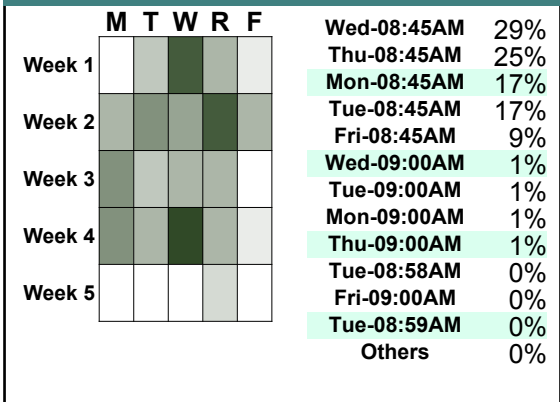 M T W R F
Week 1
Week 2
Week 3
Week 4
Week 5
Wed-08:45AM 29%
Thu-08:45AM 25%
Mon-08:45AM 17%
Tue-08:45AM 17%
Fri-08:45AM 9%
Wed-09:00AM 1%
Tue-09:00AM 1%
Mon-09:00AM 1%
Thu-09:00AM 1%
Tue-08:58AM 0%
Fri-09:00AM 0%
Tue-08:59AM 0%
Others 0%